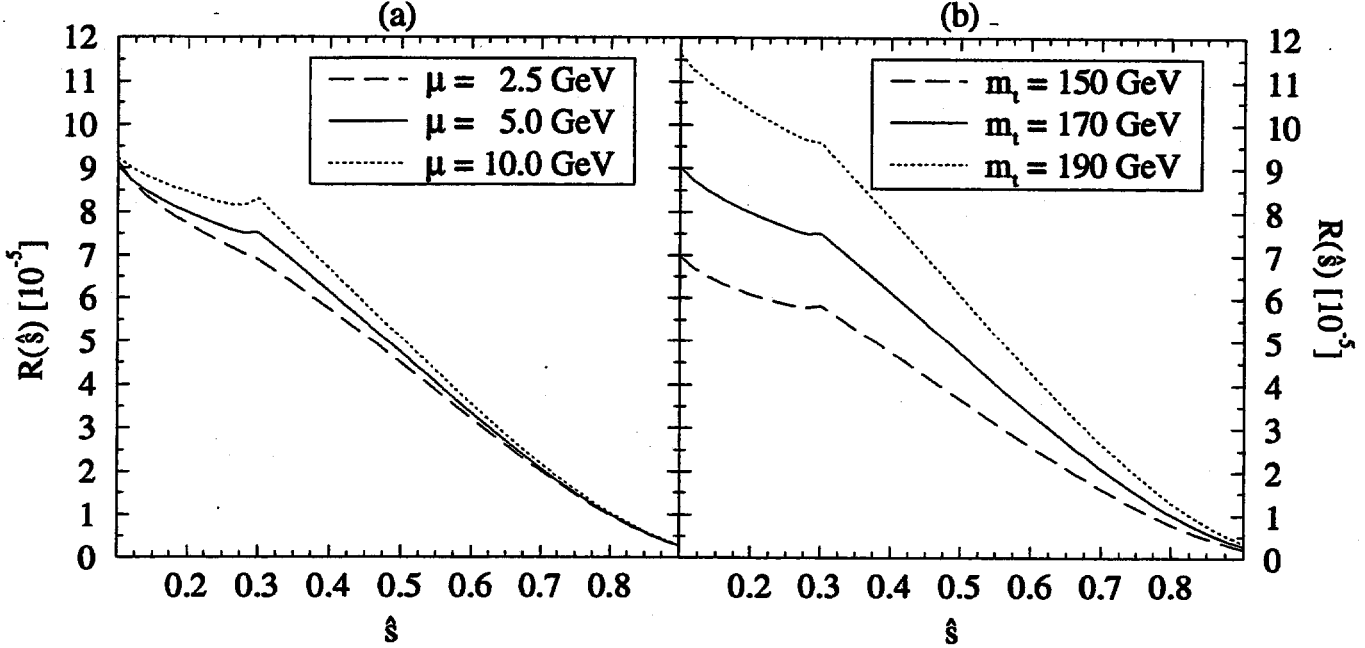 (a) (b)
12
11
10
9
8
7
6
5
4
3
2
1
0
R(ŝ) [10⁻⁵]
μ = 2.5 GeV
μ = 5.0 GeV
μ = 10.0 GeV
mₜ = 150 GeV
mₜ = 170 GeV
mₜ = 190 GeV
12
11
10
9
8
7
6
5
4
3
2
1
0
R(ŝ) [10⁻⁵]
0.2 0.3 0.4 0.5 0.6 0.7 0.8 0.2 0.3 0.4 0.5 0.6 0.7 0.8
ŝ ŝ